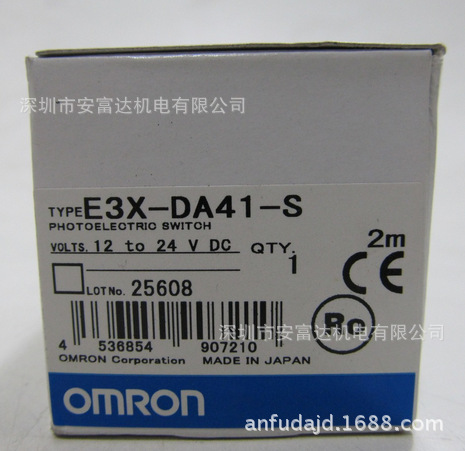 深圳市安富达机电有限公司
TYPE E3X-DA41-S
PHOTOELECTRIC SWITCH
VOLTS. 12 to 24 V DC QTY. 2m
1
LOT No. 25608
CE
深圳市安富达机电有限公司
Rc
4 536854 907210
OMRON Corporation MADE IN JAPAN
OMRON
anfudajd.1688.com